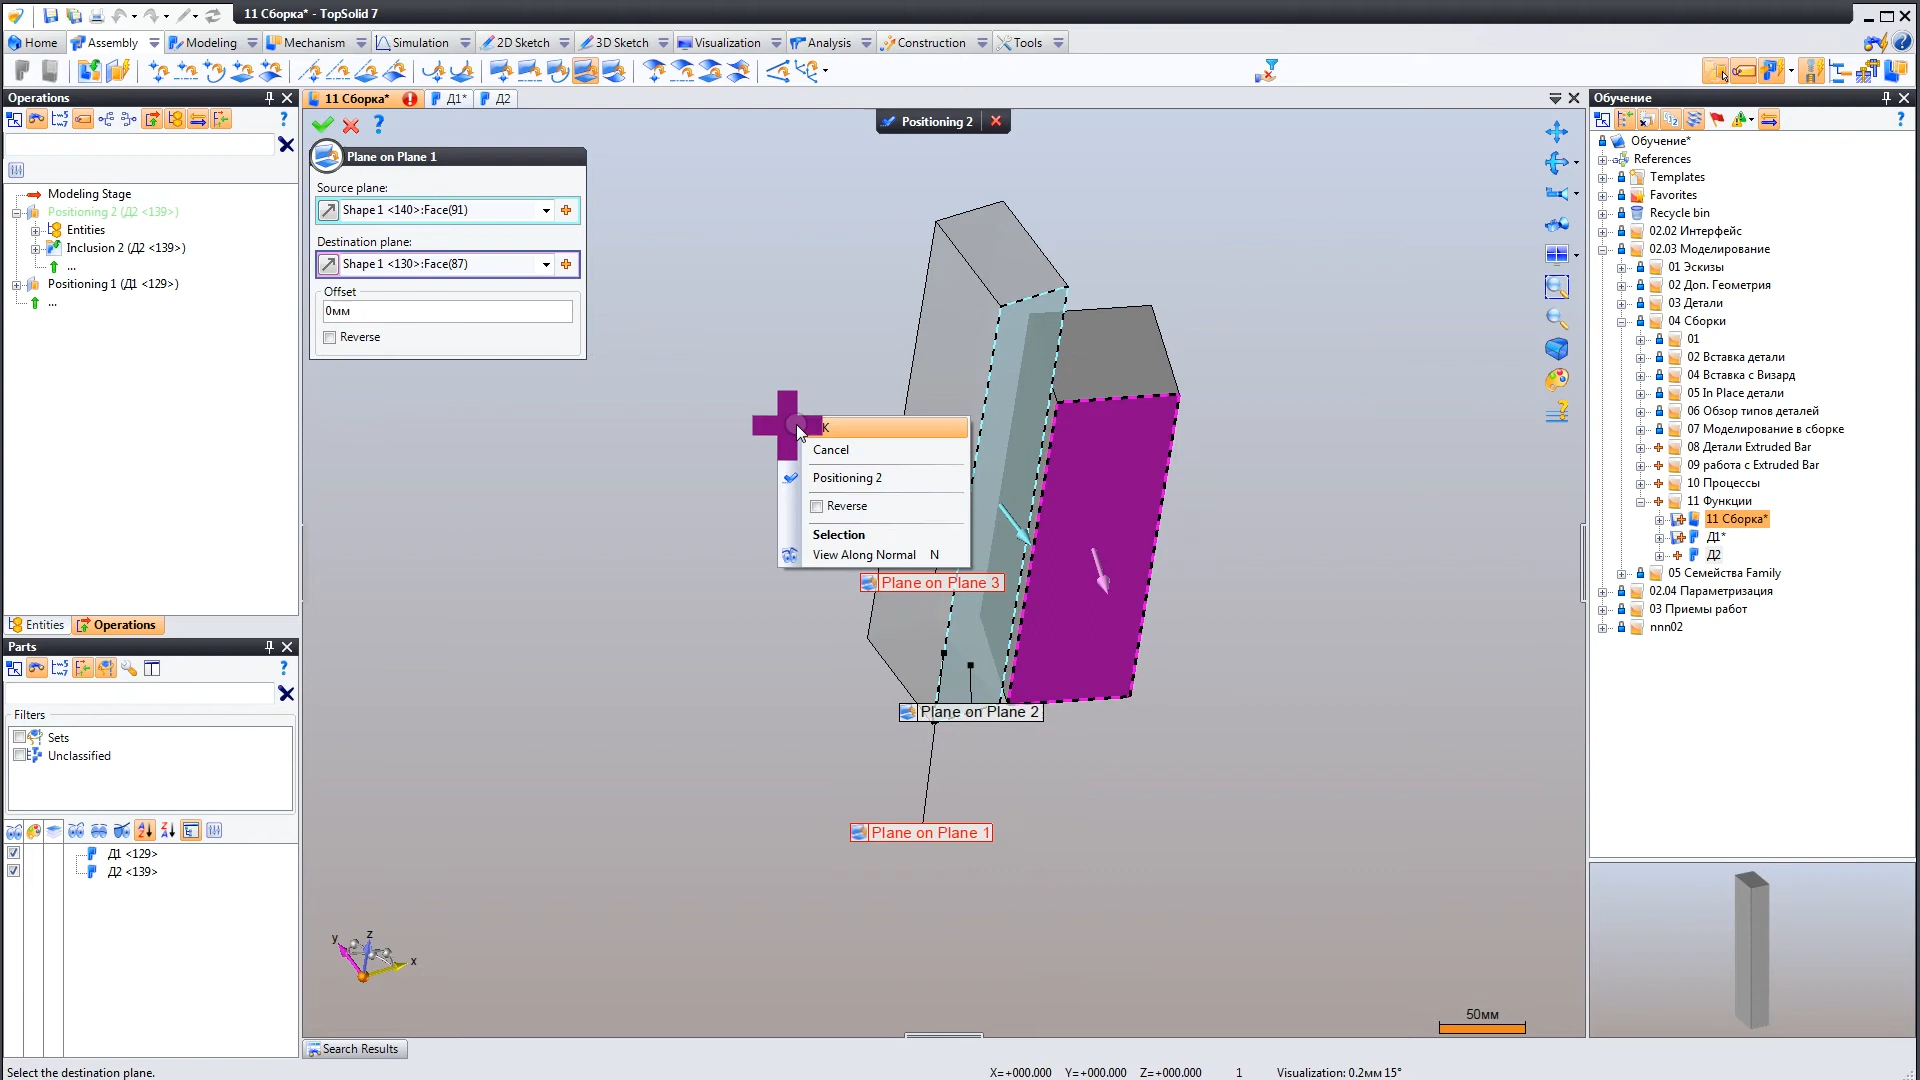 11 Сборка* - TopSolid 7
Home
Assembly
Modeling
Mechanism
Simulation
2D Sketch
3D Sketch
Visualization
Analysis
Construction
Tools
Operations
11 Сборка*
Д1*
Д2
Обучение
Positioning 2
Plane on Plane 1
Source plane:
Shape 1 <140>:Face(91)
Destination plane:
Shape 1 <130>:Face(87)
Offset
0мм
Reverse
Modeling Stage
Positioning 2 (Д2 <139>)
Entities
Inclusion 2 (Д2 <139>)
...
Positioning 1 (Д1 <129>)
...
Entities
Operations
Parts
Filters
Sets
Unclassified
Д1 <129>
Д2 <139>
K
Cancel
Positioning 2
Reverse
Selection
View Along Normal N
Plane on Plane 3
Plane on Plane 2
Plane on Plane 1
y
z
x
50мм
Обучение*
References
Templates
Favorites
Recycle bin
02.02 Интерфейс
02.03 Моделирование
01 Эскизы
02 Доп. Геометрия
03 Детали
04 Сборки
01
02 Вставка детали
04 Вставка с Визард
05 In Place детали
06 Обзор типов деталей
07 Моделирование в сборке
08 Детали Extruded Bar
09 работа с Extruded Bar
10 Процессы
11 Функции
11 Сборка*
Д1*
Д2
05 Семейства Family
02.04 Параметризация
03 Приемы работ
nnn02
Search Results
Select the destination plane.
X=+000.000 Y=+000.000 Z=+000.000 1 Visualization: 0.2мм 15°